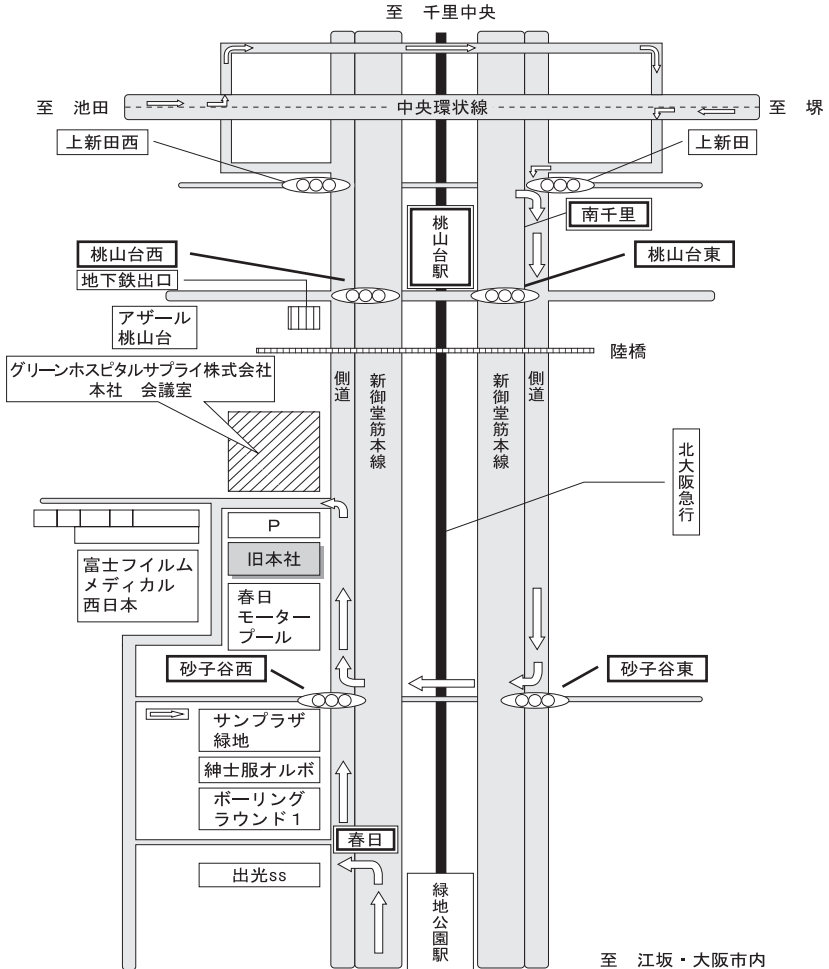 至 千里中央
至 池田
中央環状線
至 堺
上新田西
上新田
桃山台駅
南千里
桃山台西
桃山台東
地下鉄出口
アザール
桃山台
陸橋
グリーンホスピタルサプライ株式会社
本社 会議室
側道
新御堂筋本線
新御堂筋本線
側道
北大阪急行
P
旧本社
富士フイルム
メディカル
西日本
春日
モーター
プール
砂子谷西
砂子谷東
サンプラザ
緑地
紳士服オルボ
ボーリング
ラウンド1
春日
出光ss
緑地公園駅
至 江坂・大阪市内